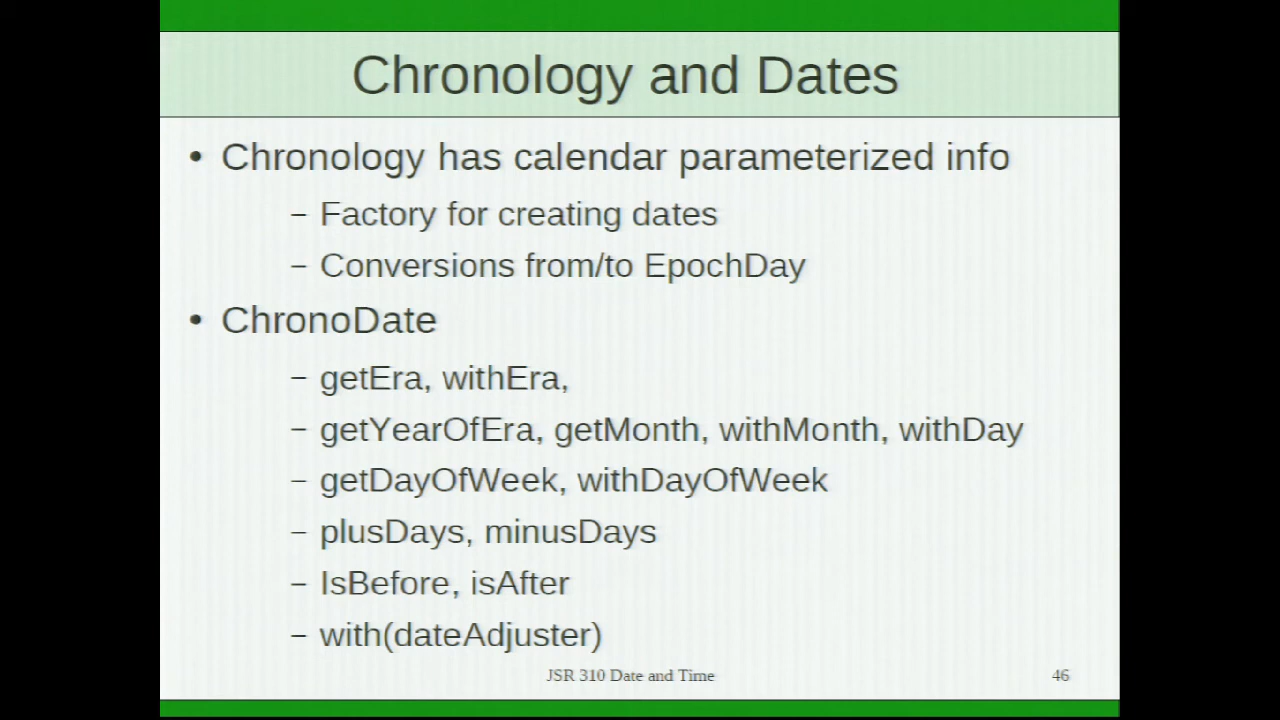 Chronology and Dates
• Chronology has calendar parameterized info
– Factory for creating dates
– Conversions from/to EpochDay
• ChronoDate
– getEra, withEra,
– getYearOfEra, getMonth, withMonth, withDay
– getDayOfWeek, withDayOfWeek
– plusDays, minusDays
– IsBefore, isAfter
– with(dateAdjuster)
JSR 310 Date and Time 46